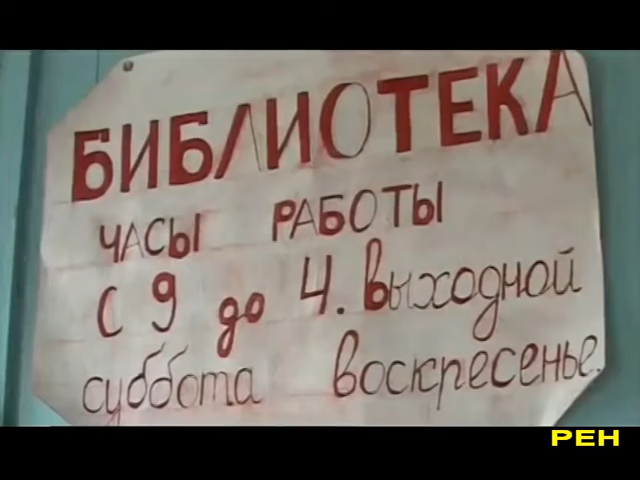 БИБЛИОТЕКА
ЧАСЫ РАБОТЫ
С 9 до 4. выходной
суббота воскресенье.
РЕН